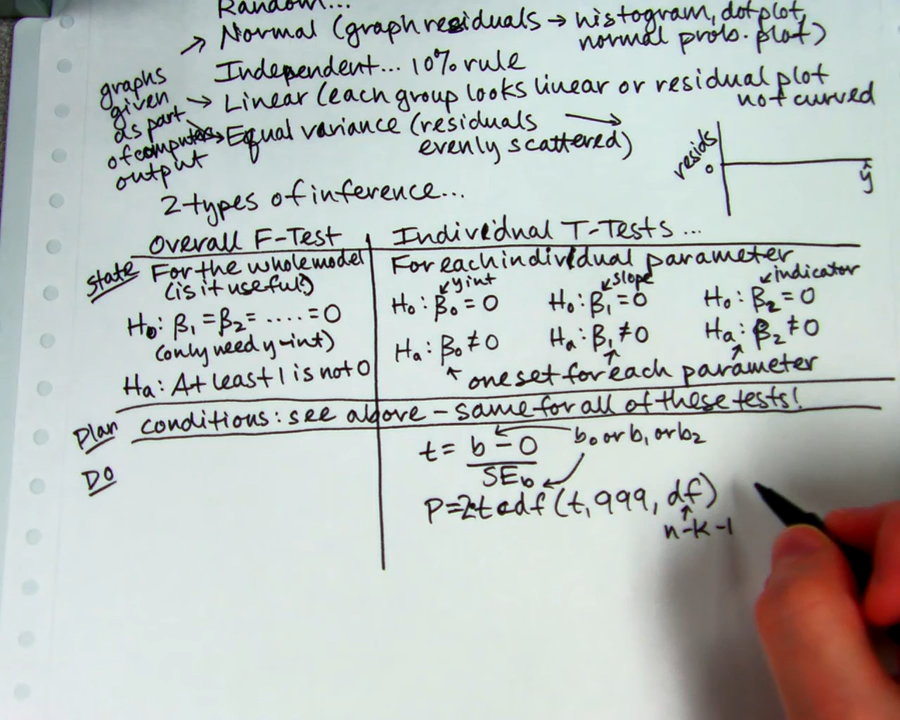 Random...
Normal (graph residuals → histogram, dotplot,
normal prob. plot)
Independent... 10% rule
graphs
given
as part
of computer
output
Linear (each group looks linear or residual plot
not curved
Equal variance (residuals
evenly scattered)
resids
0
ŷ
2 types of inference...
Overall F-Test
Individual T-Tests ...
State
For the whole model
(is it useful?)
H₀: β₁ = β₂ = ..... = 0
(only need y-int)
Hₐ: At least 1 is not 0
For each individual parameter
y int
slope
indicator
H₀: β₀ = 0
H₀: β₁ = 0
H₀: β₂ = 0
Hₐ: β₀ ≠ 0
Hₐ: β₁ ≠ 0
Hₐ: β₂ ≠ 0
one set for each parameter
Plan
conditions: see above - same for all of these tests!
DO
t = b - 0
SE_b
b₀ or b₁ or b₂
P=2tcdf(t, 999, df)
n-k-1